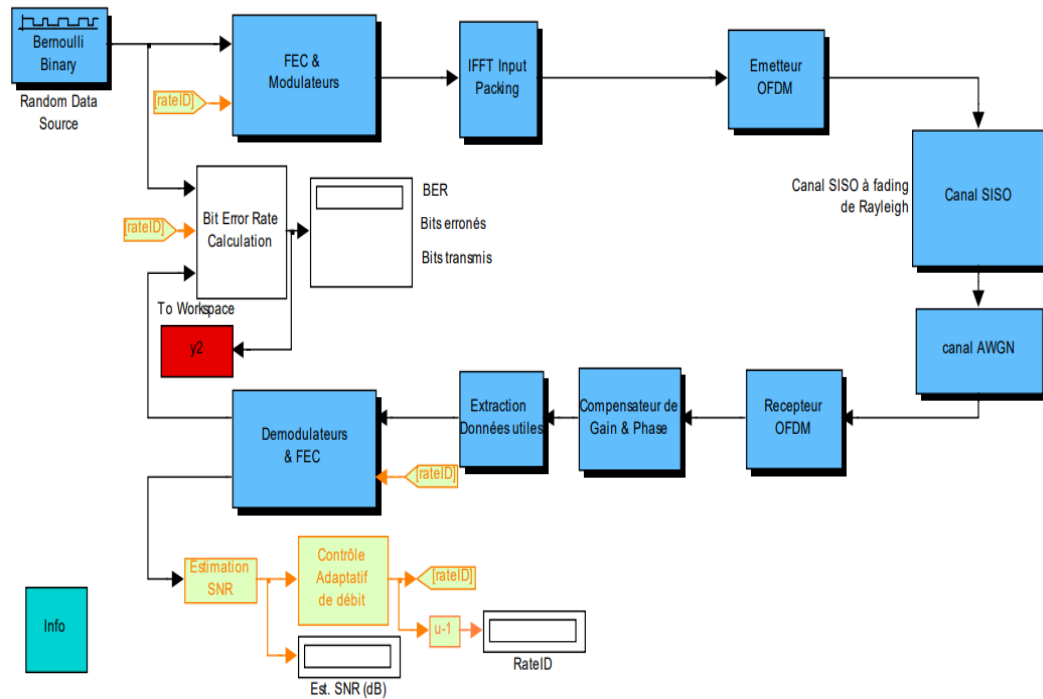 Bernoulli
Binary
Random Data
Source
FEC &
Modulateurs
[rateID]
IFFT Input
Packing
Emetteur
OFDM
Canal SISO à fading
de Rayleigh
Canal SISO
canal AWGN
Bit Error Rate
Calculation
[rateID]
BER
Bits erronés
Bits transmis
To Workspace
y2
Demodulateurs
& FEC
[rateID]
Extraction
Données utiles
Compensateur de
Gain & Phase
Recepteur
OFDM
Estimation
SNR
Contrôle
Adaptatif
de débit
[rateID]
u-1
RateID
Est. SNR (dB)
Info